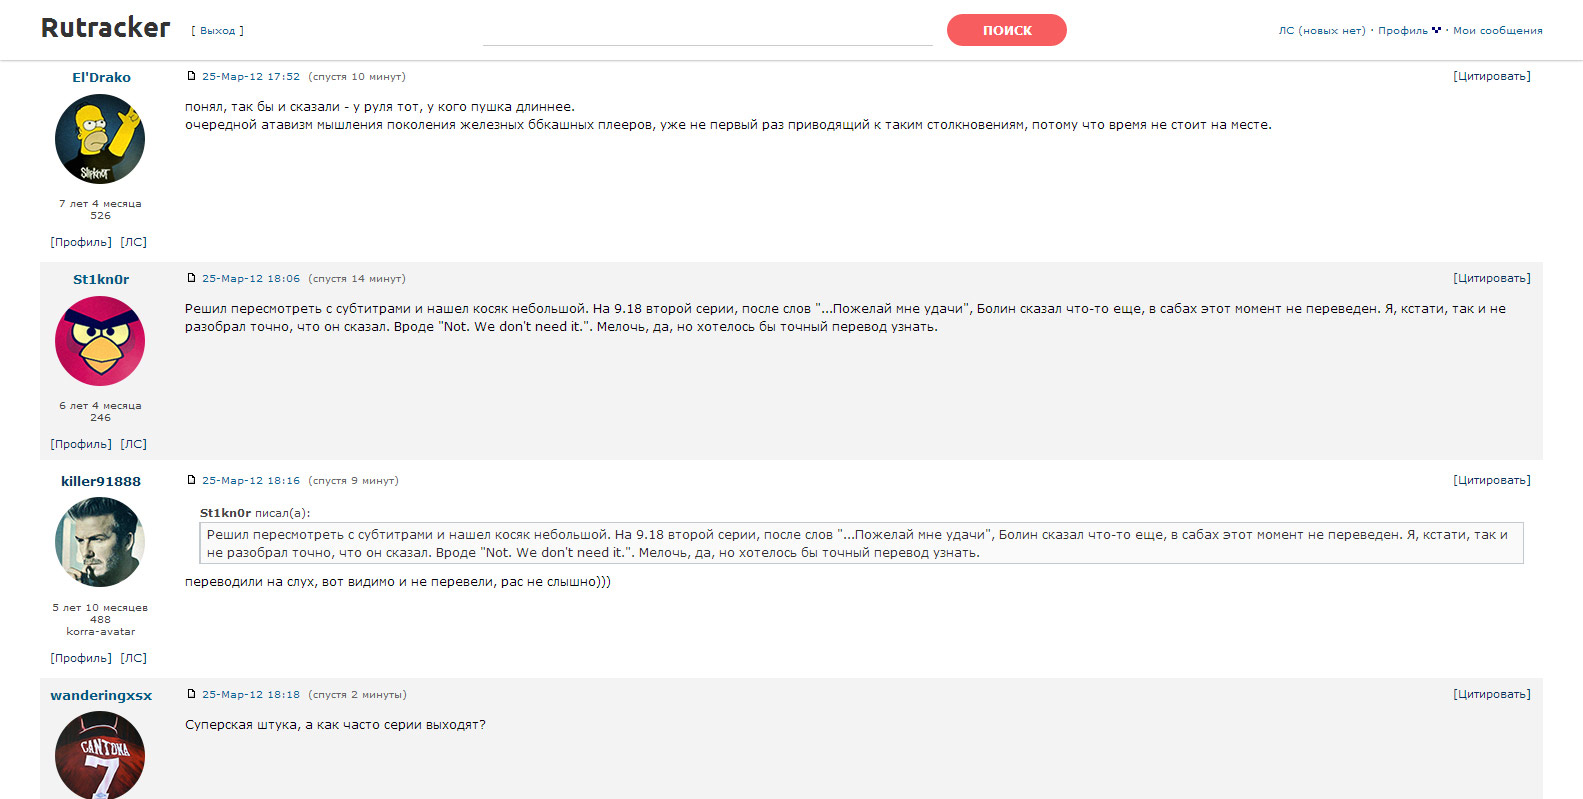 Rutracker
[ Выход ]
ПОИСК
ЛС (новых нет) · Профиль · Мои сообщения
El'Drako
25-Мар-12 17:52 (спустя 10 минут)
[Цитировать]
понял, так бы и сказали - у руля тот, у кого пушка длиннее.
очередной атавизм мышления поколения железных ббкашных плееров, уже не первый раз приводящий к таким столкновениям, потому что время не стоит на месте.
Slipknot
7 лет 4 месяца
526
[Профиль] [ЛС]
St1kn0r
25-Мар-12 18:06 (спустя 14 минут)
[Цитировать]
Решил пересмотреть с субтитрами и нашел косяк небольшой. На 9.18 второй серии, после слов "...Пожелай мне удачи", Болин сказал что-то еще, в сабах этот момент не переведен. Я, кстати, так и не
разобрал точно, что он сказал. Вроде "Not. We don't need it.". Мелочь, да, но хотелось бы точный перевод узнать.
6 лет 4 месяца
246
[Профиль] [ЛС]
killer91888
25-Мар-12 18:16 (спустя 9 минут)
[Цитировать]
St1kn0r писал(а):
Решил пересмотреть с субтитрами и нашел косяк небольшой. На 9.18 второй серии, после слов "...Пожелай мне удачи", Болин сказал что-то еще, в сабах этот момент не переведен. Я, кстати, так и
не разобрал точно, что он сказал. Вроде "Not. We don't need it.". Мелочь, да, но хотелось бы точный перевод узнать.
переводили на слух, вот видимо и не перевели, рас не слышно)))
5 лет 10 месяцев
488
korra-avatar
[Профиль] [ЛС]
wanderingxsx
25-Мар-12 18:18 (спустя 2 минуты)
[Цитировать]
Суперская штука, а как часто серии выходят?
CANTONA
7